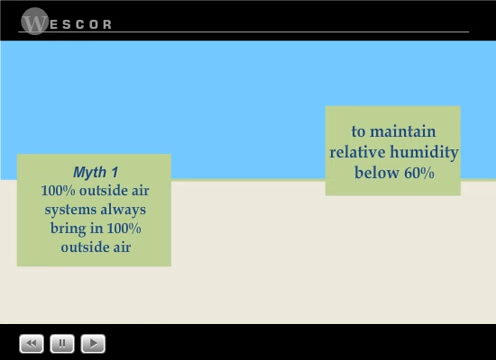 WESCOR
Myth 1
100% outside air
systems always
bring in 100%
outside air
to maintain
relative humidity
below 60%